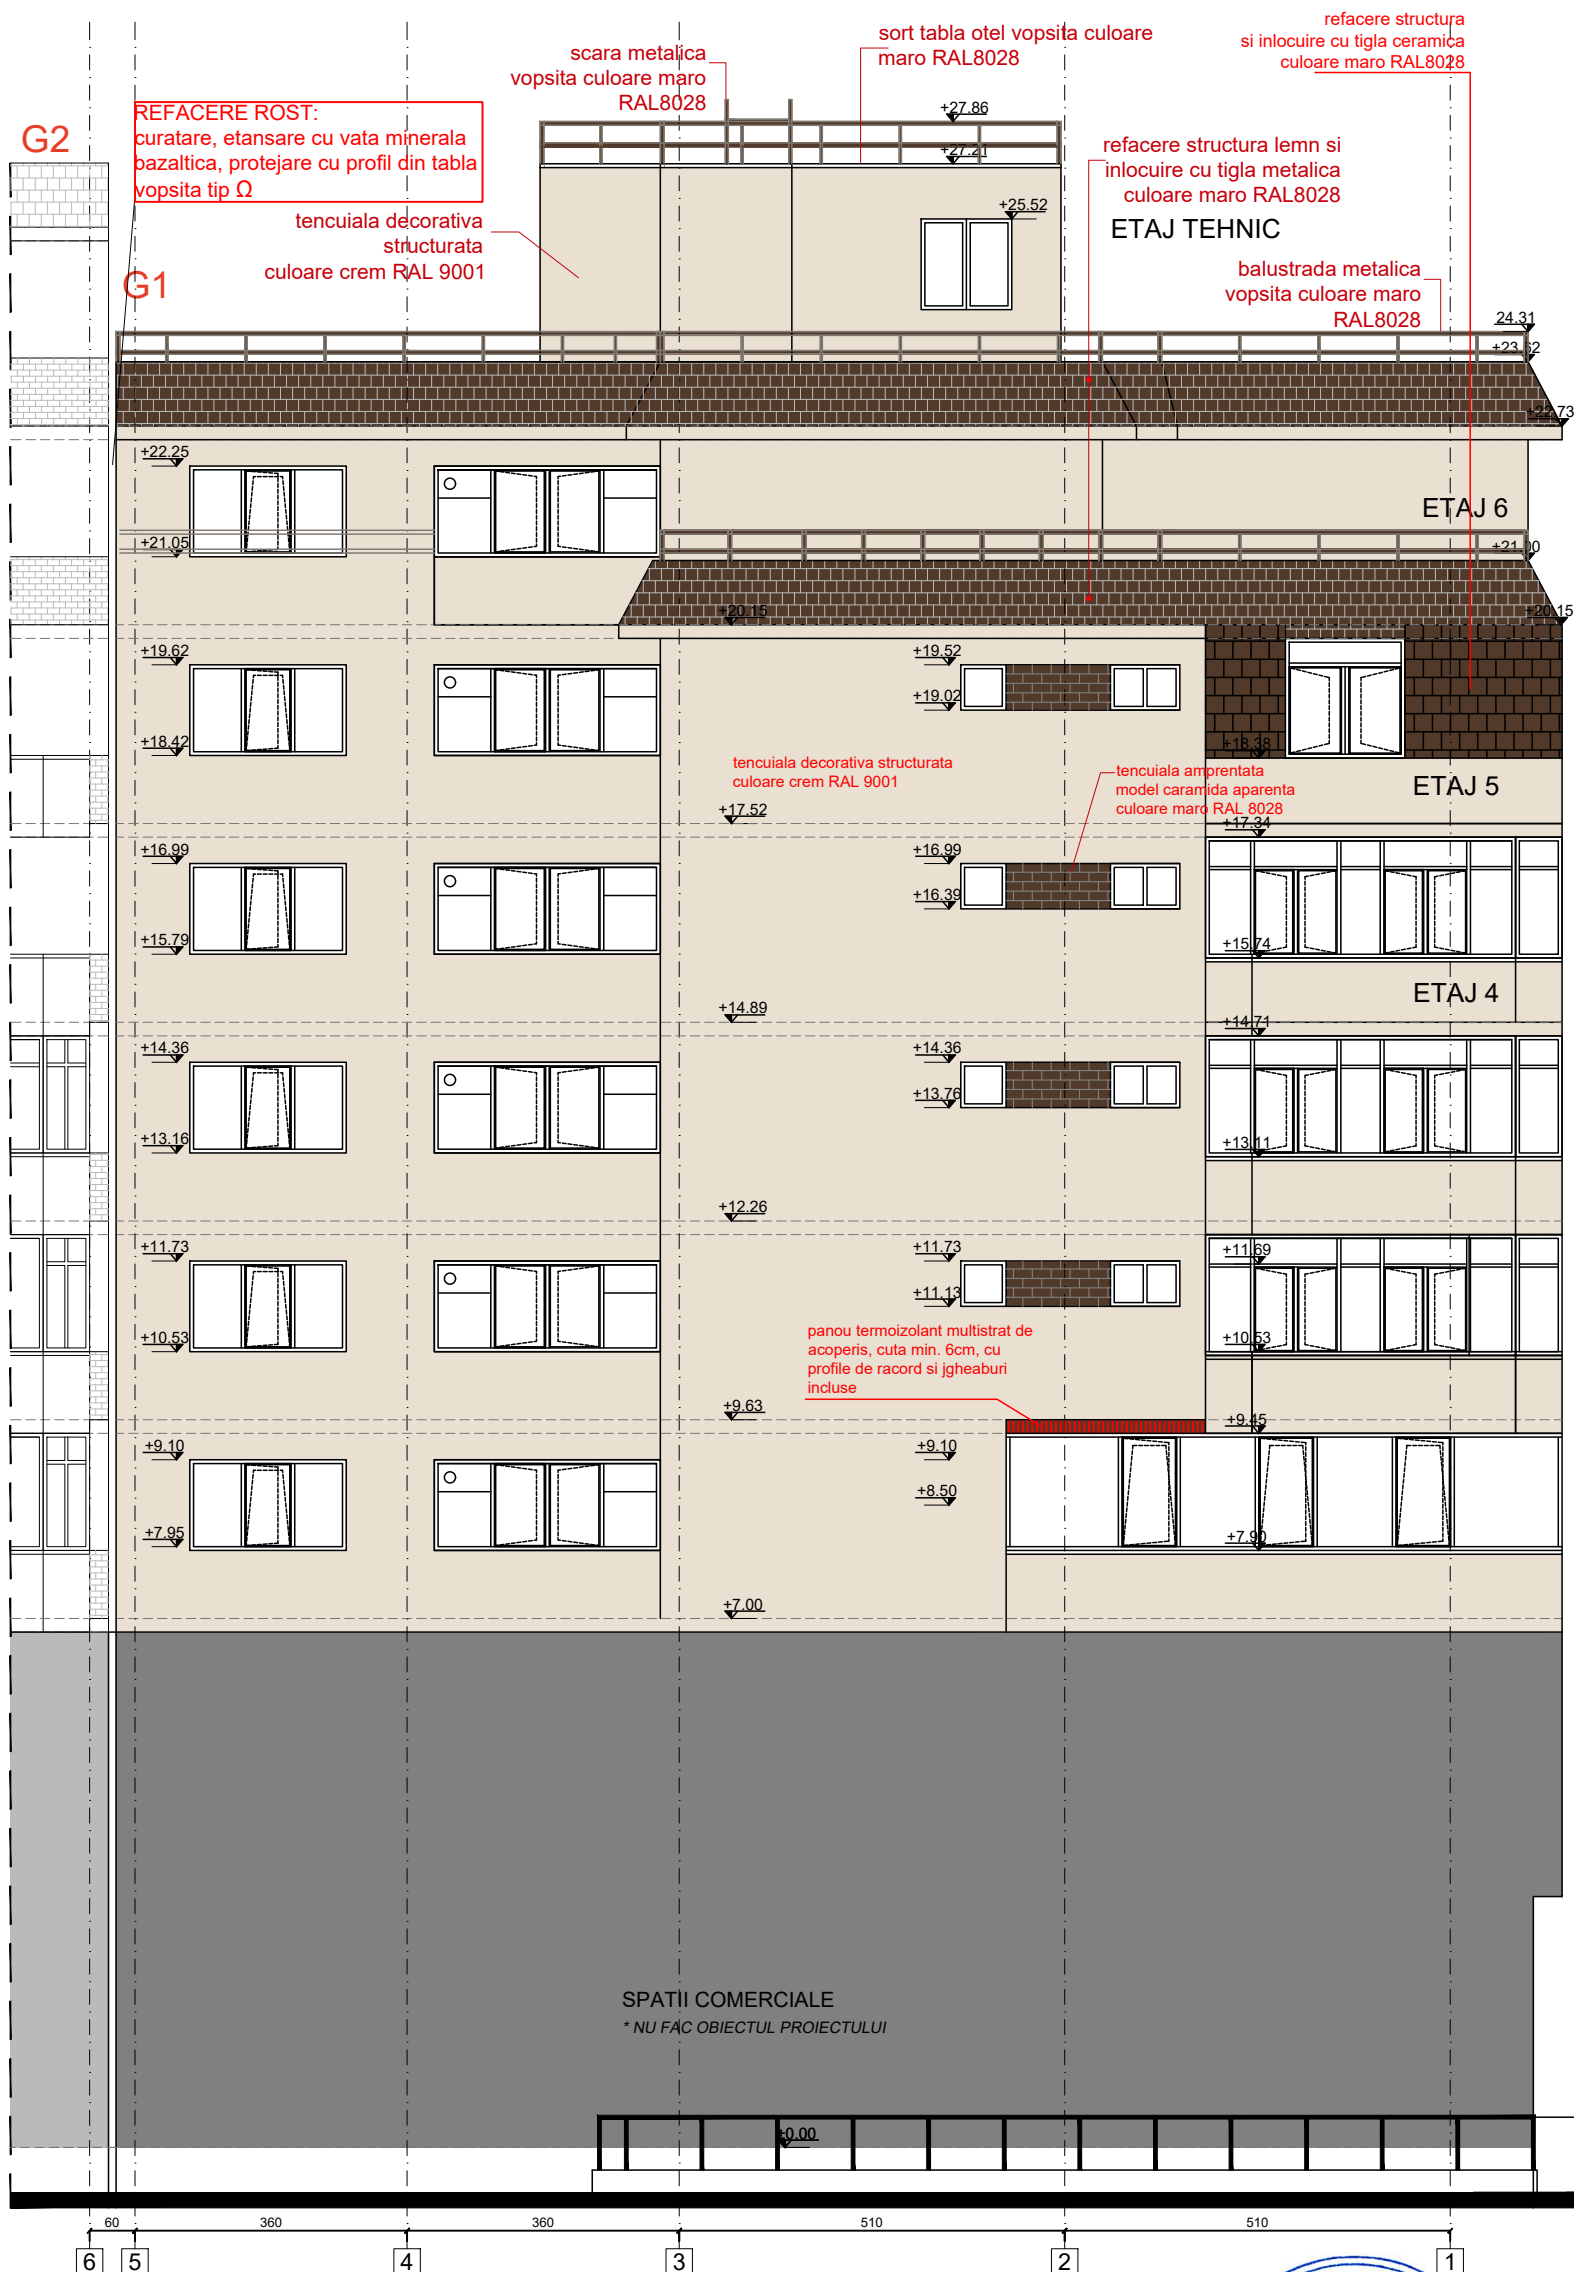 refacere structura
si inlocuire cu tigla ceramica
culoare maro RAL8028
sort tabla otel vopsita culoare
maro RAL8028
scara metalica
vopsita culoare maro
RAL8028
+27.86
+27.21
REFACERE ROST:
curatare, etansare cu vata minerala
bazaltica, protejare cu profil din tabla
vopsita tip Ω
G2
refacere structura lemn si
inlocuire cu tigla metalica
culoare maro RAL8028
+25.52
ETAJ TEHNIC
tencuiala decorativa
structurata
culoare crem RAL 9001
G1
balustrada metalica
vopsita culoare maro
RAL8028
24.31
+23.62
+22.73
+22.25
ETAJ 6
+21.05
+21.00
+20.15
+20.15
+19.62
+19.52
+19.02
+18.42
+18.38
tencuiala decorativa structurata
culoare crem RAL 9001
tencuiala amprentata
model caramida aparenta
culoare maro RAL 8028
ETAJ 5
+17.52
+17.34
+16.99
+16.99
+16.39
+15.79
+15.74
ETAJ 4
+14.89
+14.71
+14.36
+14.36
+13.76
+13.16
+13.11
+12.26
+11.73
+11.73
+11.69
+11.13
+10.53
+10.53
panou termoizolant multistrat de
acoperis, cuta min. 6cm, cu
profile de racord si jgheaburi
incluse
+9.63
+9.45
+9.10
+9.10
+8.50
+7.95
+7.90
+7.00
SPATII COMERCIALE
* NU FAC OBIECTUL PROIECTULUI
+0.00
60 360 360 510 510
6 5 4 3 2 1